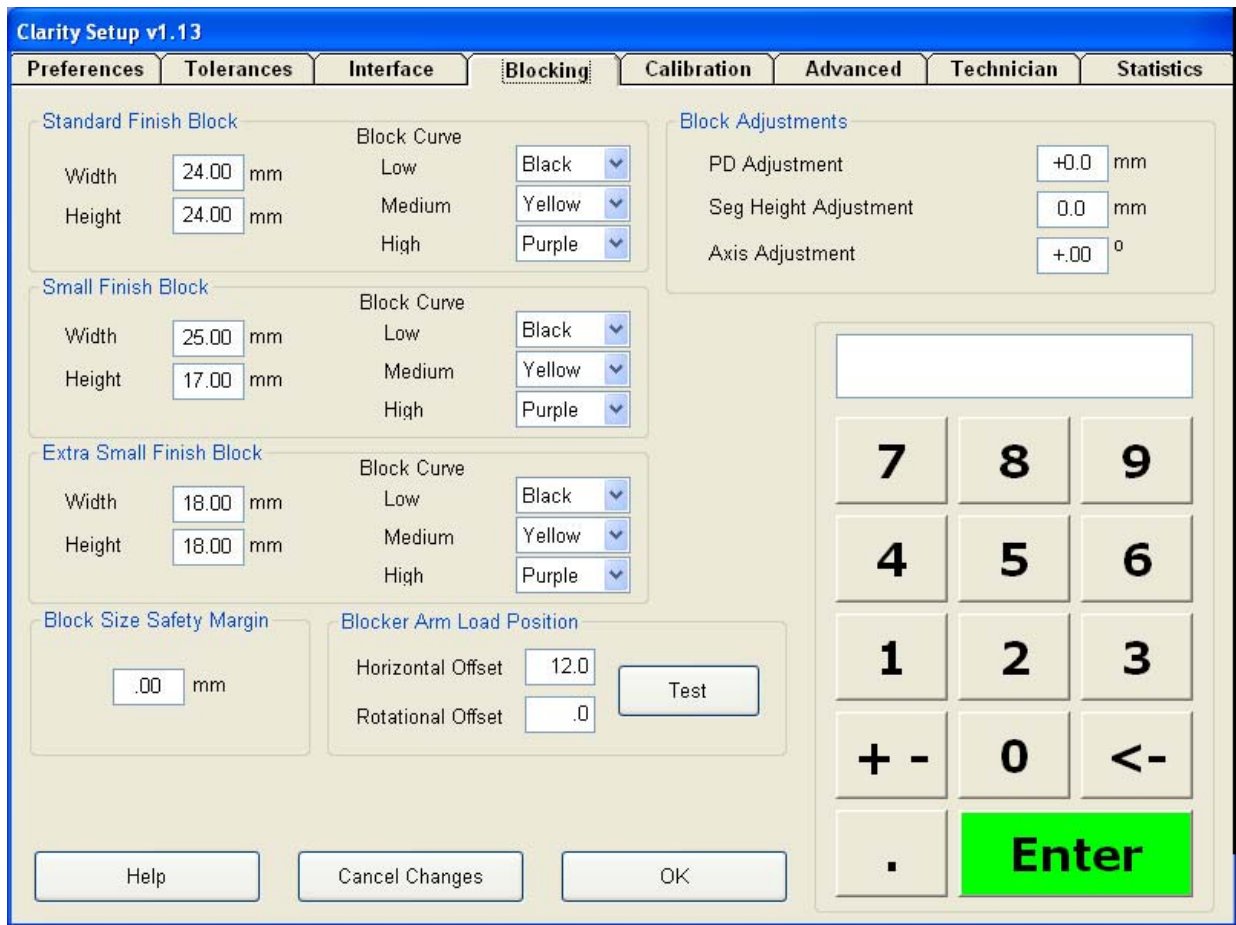 Clarity Setup v1.13
Preferences Tolerances Interface Blocking Calibration Advanced Technician Statistics
Standard Finish Block
Block Curve
Width 24.00 mm
Height 24.00 mm
Low Black
Medium Yellow
High Purple
Small Finish Block
Block Curve
Width 25.00 mm
Height 17.00 mm
Low Black
Medium Yellow
High Purple
Extra Small Finish Block
Block Curve
Width 18.00 mm
Height 18.00 mm
Low Black
Medium Yellow
High Purple
Block Size Safety Margin
.00 mm
Blocker Arm Load Position
Horizontal Offset 12.0
Rotational Offset .0
Test
Block Adjustments
PD Adjustment +0.0 mm
Seg Height Adjustment 0.0 mm
Axis Adjustment +.00 º
7 8 9
4 5 6
1 2 3
+ - 0 <-
. Enter
Help Cancel Changes OK